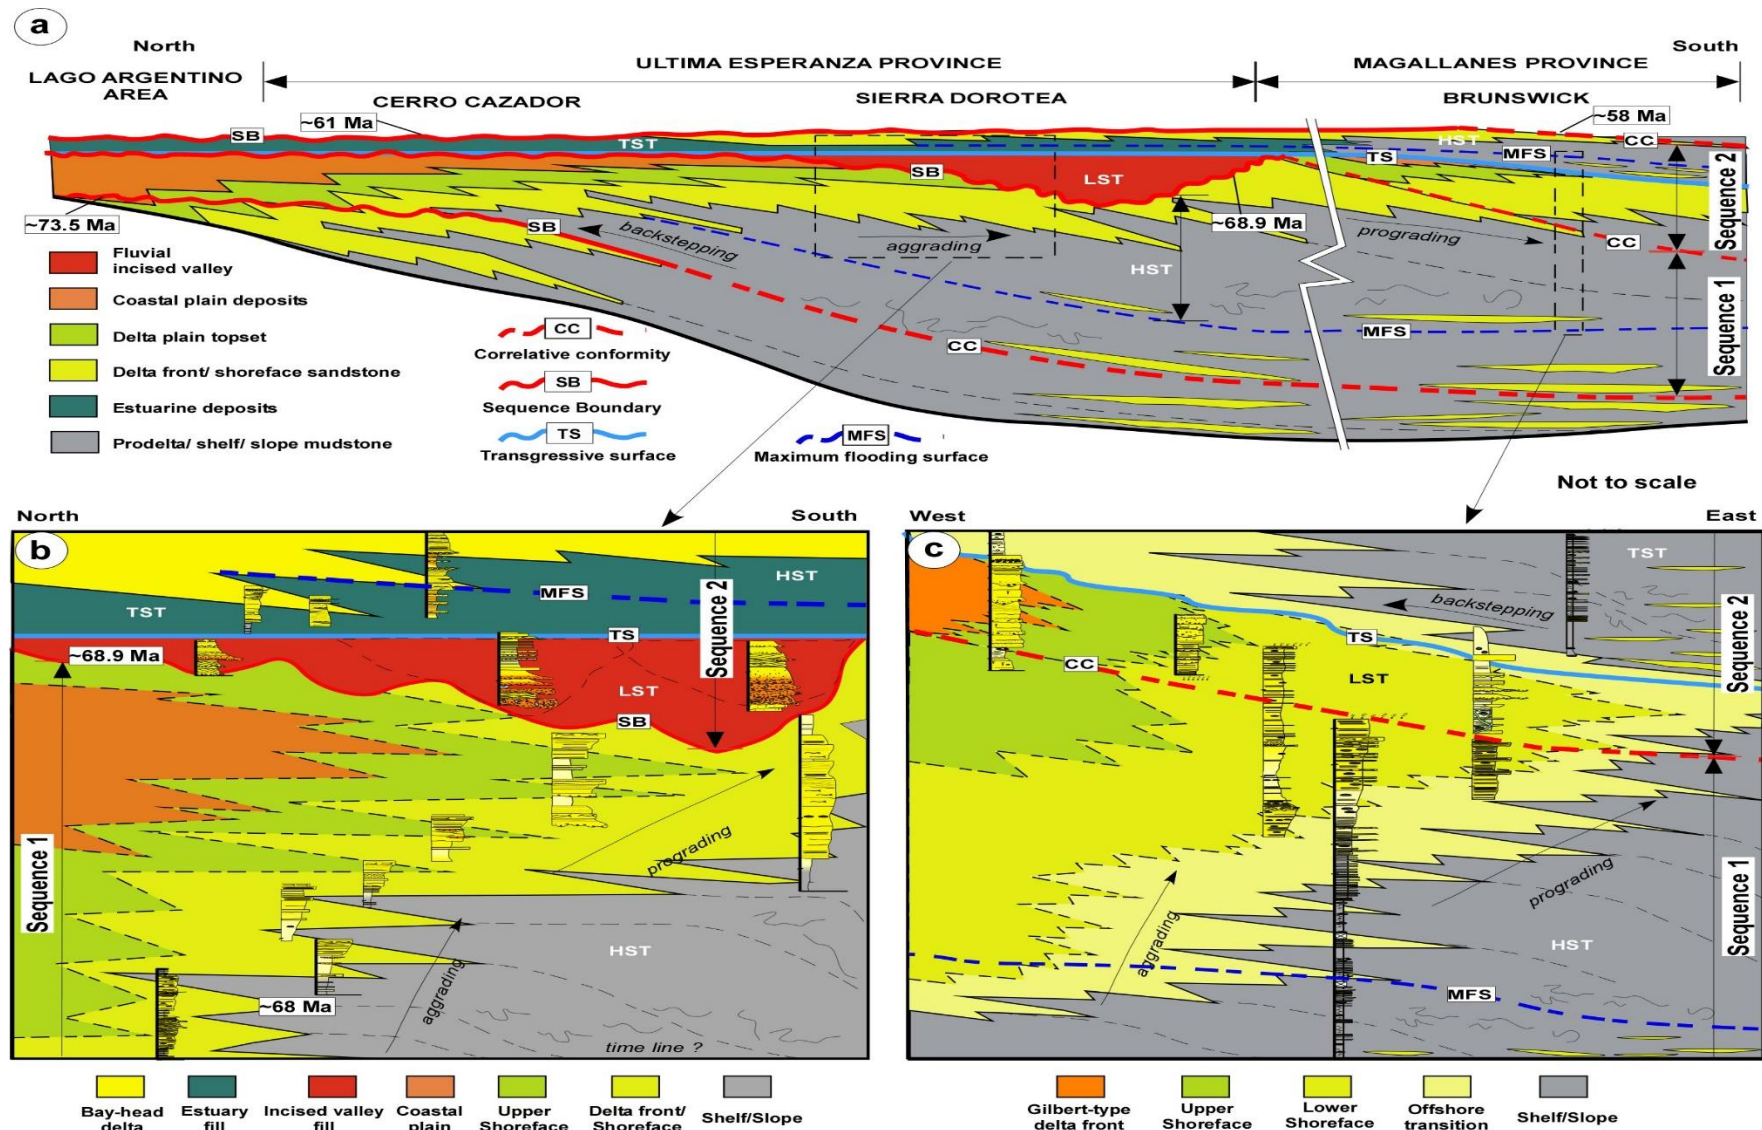 a
North
South
LAGO ARGENTINO
AREA
ULTIMA ESPERANZA PROVINCE
MAGALLANES PROVINCE
CERRO CAZADOR
SIERRA DOROTEA
BRUNSWICK
SB
~61 Ma
TST
~58 Ma
HST
CC
TS
MFS
SB
LST
~68.9 Ma
Sequence 2
~73.5 Ma
SB
backstepping
aggrading
HST
prograding
CC
MFS
CC
Sequence 1
Fluvial
incised valley
Coastal plain deposits
Delta plain topset
Delta front/ shoreface sandstone
Estuarine deposits
Prodelta/ shelf/ slope mudstone
CC
Correlative conformity
SB
Sequence Boundary
TS
Transgressive surface
MFS
Maximum flooding surface
Not to scale
North
South
b
MFS
HST
TST
TS
~68.9 Ma
LST
SB
Sequence 2
Sequence 1
prograding
aggrading
HST
~68 Ma
time line ?
Bay-head
delta
Estuary
fill
Incised valley
fill
Coastal
plain
Upper
Shoreface
Delta front/
Shoreface
Shelf/Slope
West
East
c
TST
backstepping
TS
CC
LST
Sequence 2
prograding
aggrading
HST
Sequence 1
MFS
Gilbert-type
delta front
Upper
Shoreface
Lower
Shoreface
Offshore
transition
Shelf/Slope